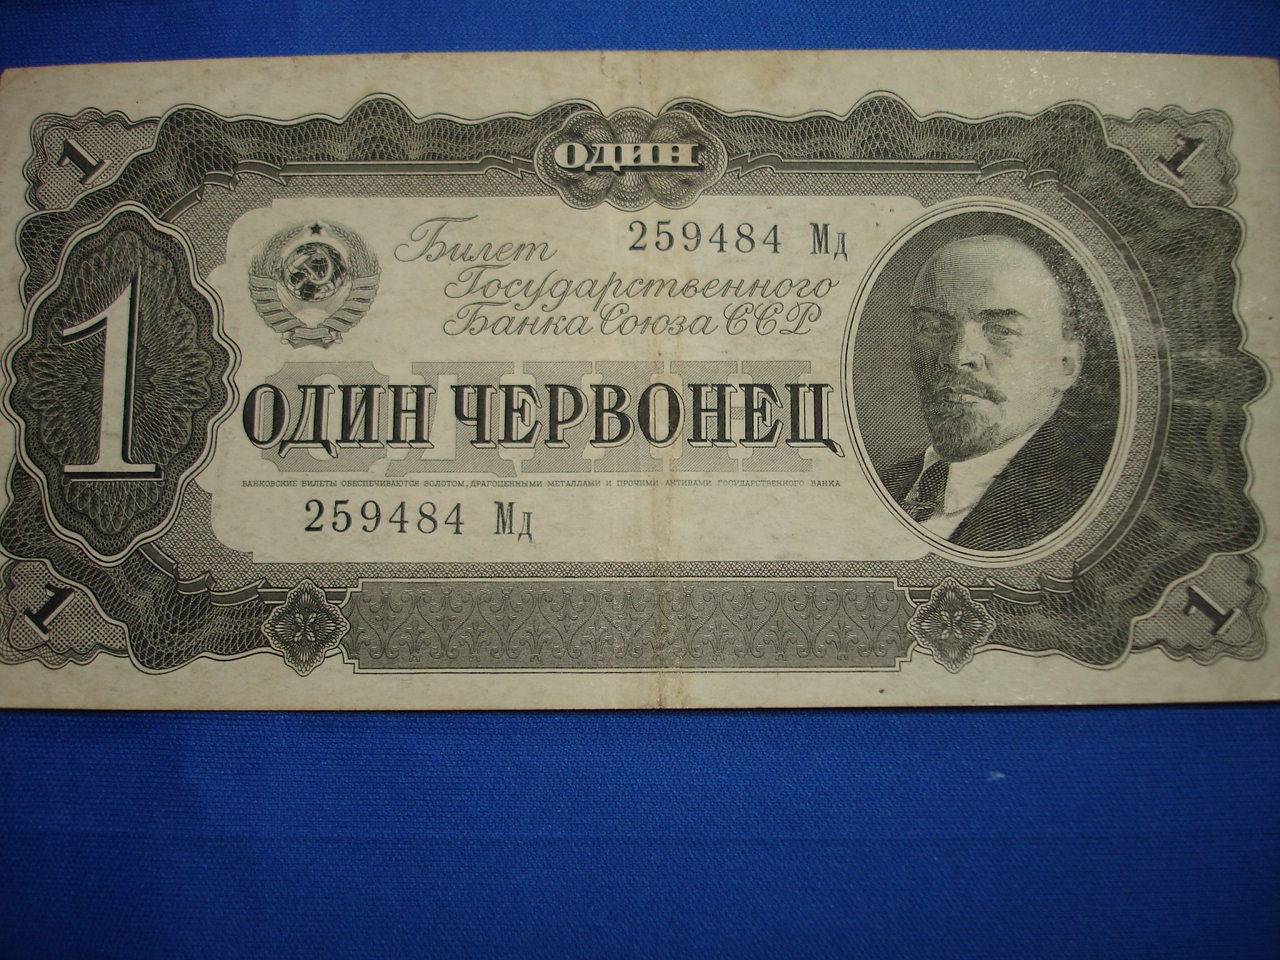 1
ОДИН
1
Билет
259484 Мд
Государственного
Банка Союза ССР
1
ОДИН
ОДИН ЧЕРВОНЕЦ
БАНКОВСКИЕ БИЛЕТЫ ОБЕСПЕЧИВАЮТСЯ ЗОЛОТОМ, ДРАГОЦЕННЫМИ МЕТАЛЛАМИ И ПРОЧИМИ АКТИВАМИ ГОСУДАРСТВЕННОГО БАНКА
259484 Мд
1
1